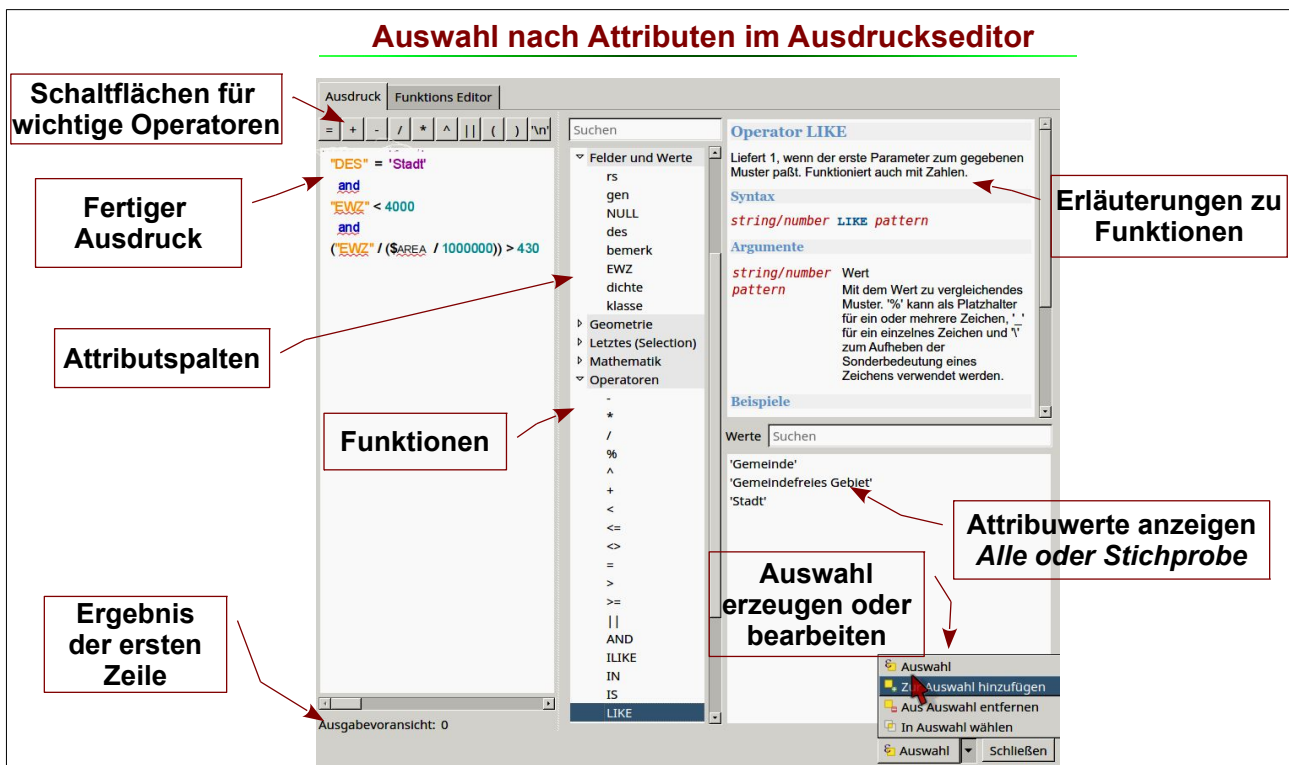 Auswahl nach Attributen im Ausdruckseditor
Schaltflächen für
wichtige Operatoren
Fertiger
Ausdruck
Attributspalten
Funktionen
Ergebnis
der ersten
Zeile
Ausdruck
Funktions Editor
= + - / * ^ || ( ) '\n'
"DES" = 'Stadt'
and
"EWZ" < 4000
and
("EWZ" / ($AREA / 1000000)) > 430
Ausgabevoransicht: 0
Suchen
Felder und Werte
rs
gen
NULL
des
bemerk
EWZ
dichte
klasse
Geometrie
Letztes (Selection)
Mathematik
Operatoren
-
*
/
%
^
+
<
<=
<>
=
>
>=
||
AND
ILIKE
IN
IS
LIKE
Operator LIKE
Liefert 1, wenn der erste Parameter zum gegebenen
Muster paßt. Funktioniert auch mit Zahlen.
Syntax
string/number LIKE pattern
Argumente
string/number Wert
pattern Mit dem Wert zu vergleichendes
Muster. '%' kann als Platzhalter
für ein oder mehrere Zeichen, '_'
für ein einzelnes Zeichen und '\'
zum Aufheben der
Sonderbedeutung eines
Zeichens verwendet werden.
Beispiele
Erläuterungen zu
Funktionen
Werte Suchen
'Gemeinde'
'Gemeindefreies Gebiet'
'Stadt'
Attribuwerte anzeigen
Alle oder Stichprobe
Auswahl
erzeugen oder
bearbeiten
Auswahl
Zur Auswahl hinzufügen
Aus Auswahl entfernen
In Auswahl wählen
Auswahl
Schließen